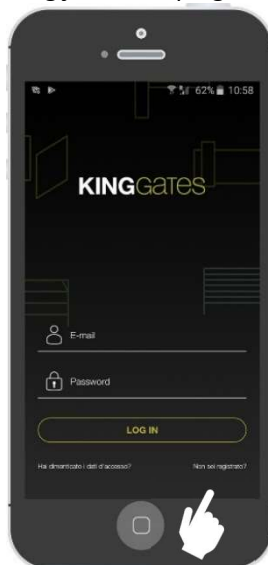 62% 10:58
KINGGATES
E-mail
Password
LOG IN
Hai dimenticato i dati d'accesso?
Non sei registrato?